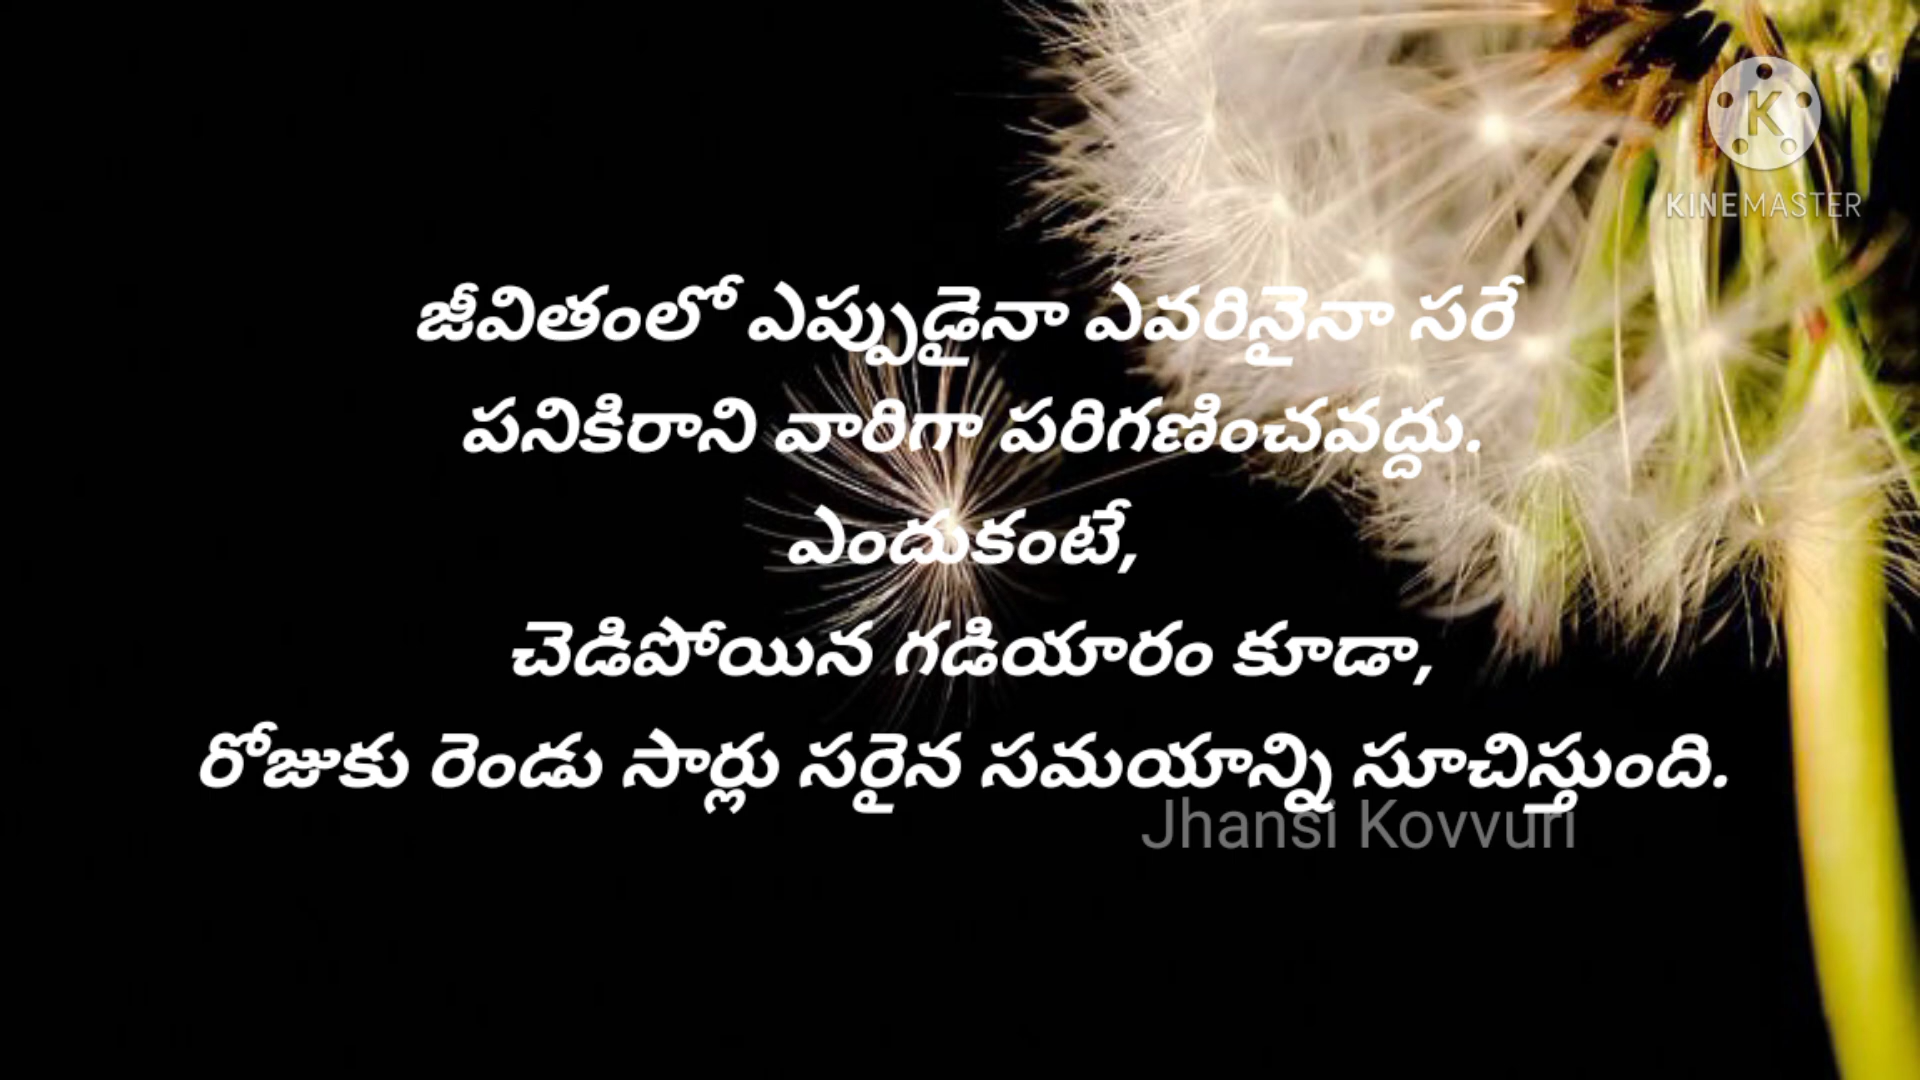 KINEMASTER
జీవితంలో ఎప్పుడైనా ఎవరినైనా సరే
పనికిరాని వారిగా పరిగణించవద్దు.
ఎందుకంటే,
చెడిపోయిన గడియారం కూడా,
రోజుకు రెండు సార్లు సరైన సమయాన్ని సూచిస్తుంది.
Jhansi Kovvuri